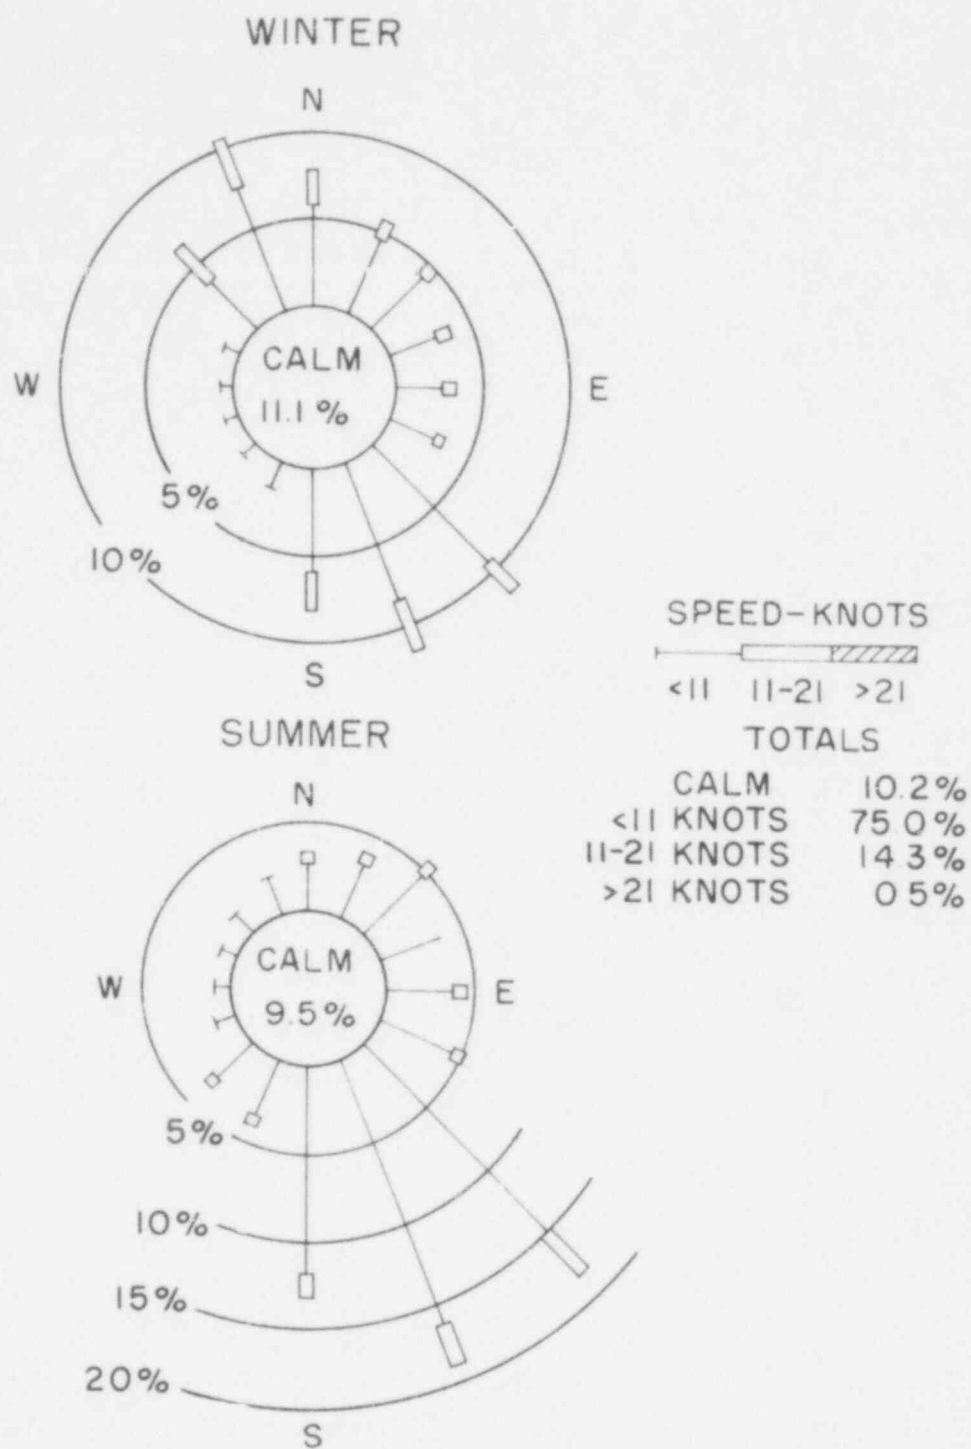 WINTER
N
W
CALM
11.1 %
E
5%
10%
S
SPEED-KNOTS
<11 11-21 >21
TOTALS
CALM 10.2%
<11 KNOTS 75.0%
11-21 KNOTS 14.3%
>21 KNOTS 0.5%
SUMMER
N
W
CALM
9.5%
E
5%
10%
15%
20%
S